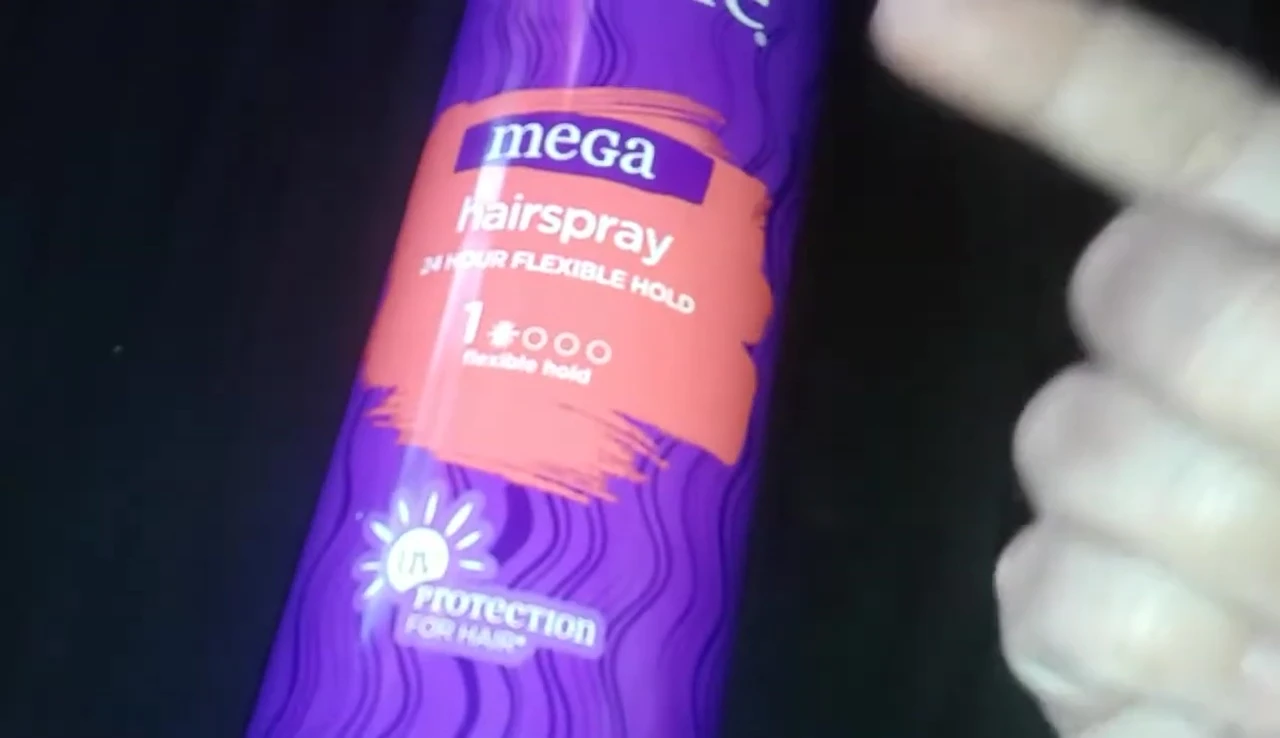 mega
hairspray
24 HOUR FLEXIBLE HOLD
1
flexible hold
PROTECTION
FOR HAIR*